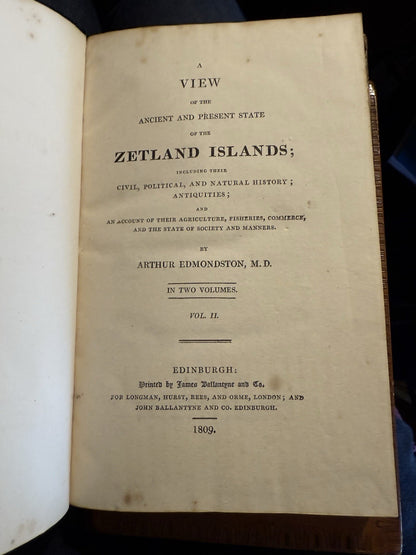 A
VIEW
OF THE
ANCIENT AND PRESENT STATE
OF THE
ZETLAND ISLANDS;
INCLUDING THEIR
CIVIL, POLITICAL, AND NATURAL HISTORY;
ANTIQUITIES;
AND
AN ACCOUNT OF THEIR AGRICULTURE, FISHERIES, COMMERCE,
AND THE STATE OF SOCIETY AND MANNERS.
BY
ARTHUR EDMONDSTON, M.D.
IN TWO VOLUMES.
VOL. II.
EDINBURGH:
Printed by James Ballantyne and Co.
FOR LONGMAN, HURST, REES, AND ORME, LONDON; AND
JOHN BALLANTYNE AND CO. EDINBURGH.
1809.